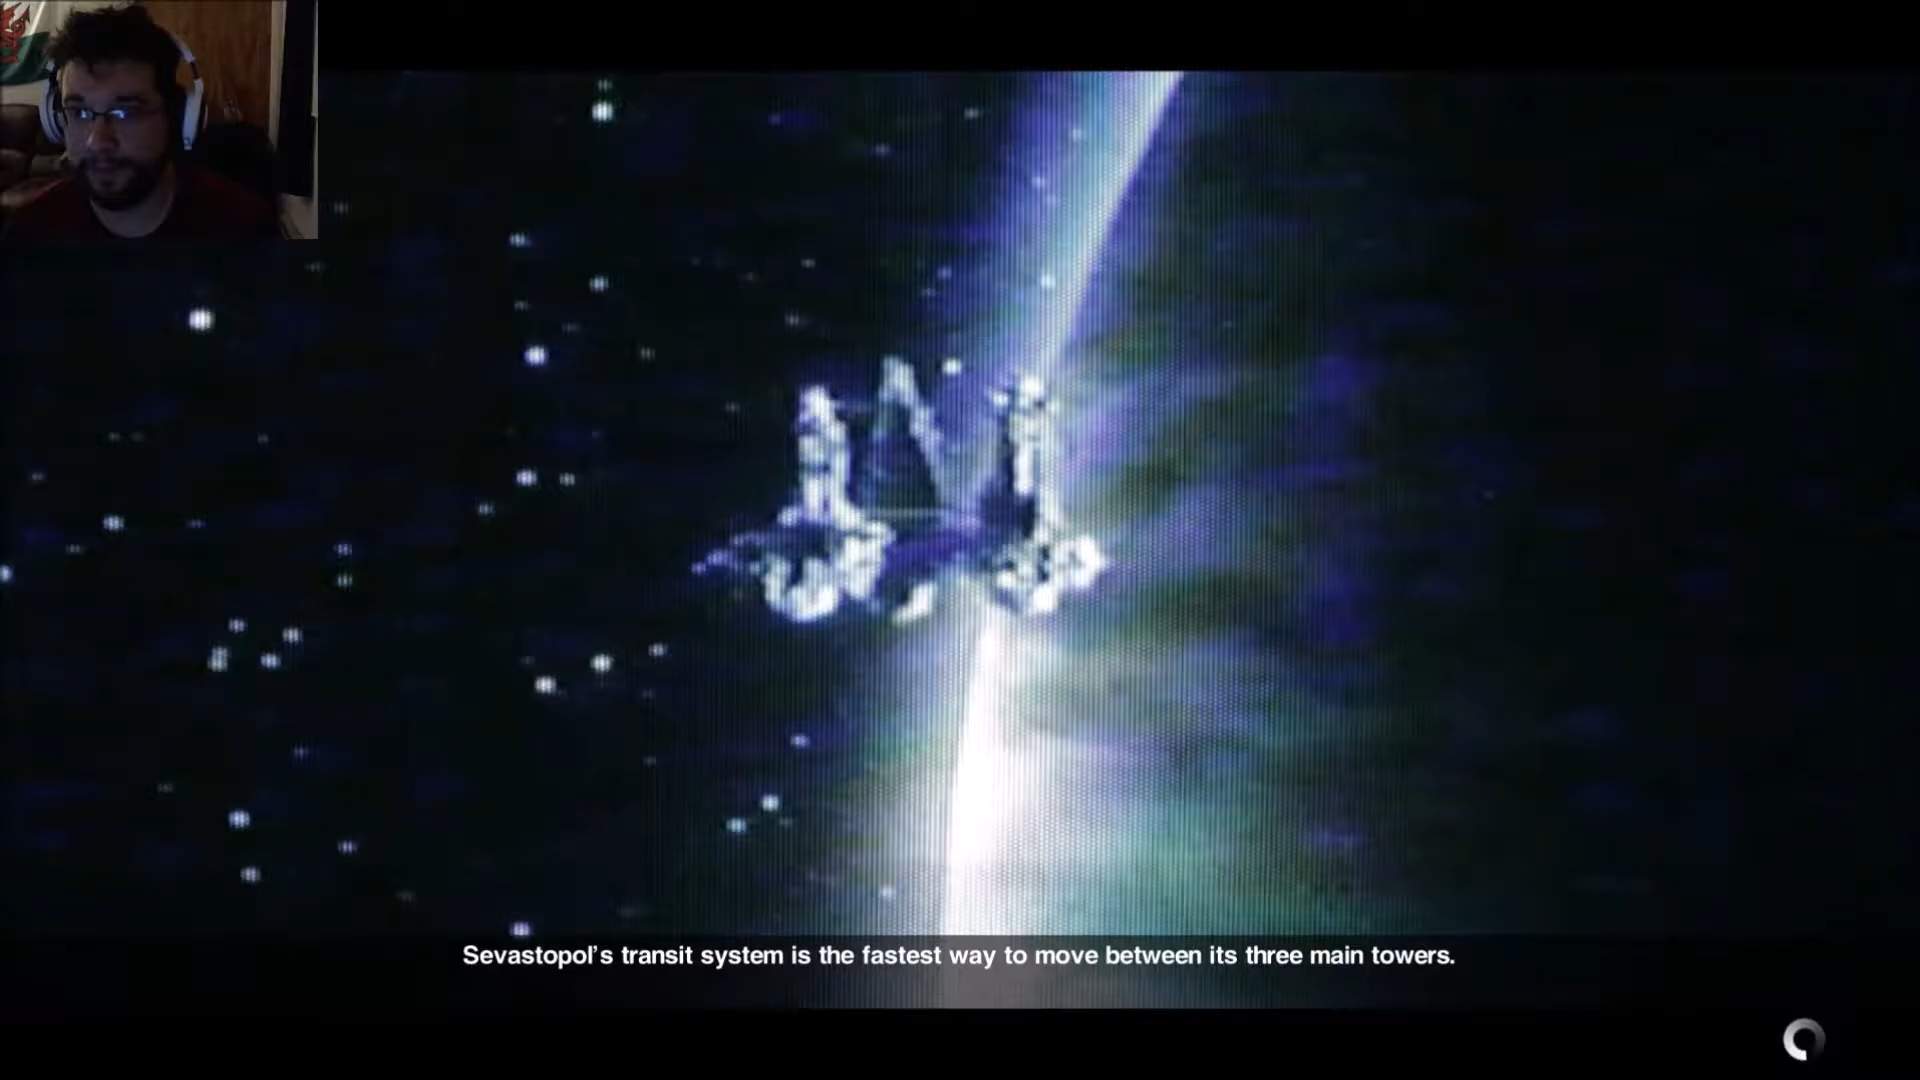 Sevastopol’s transit system is the fastest way to move between its three main towers.